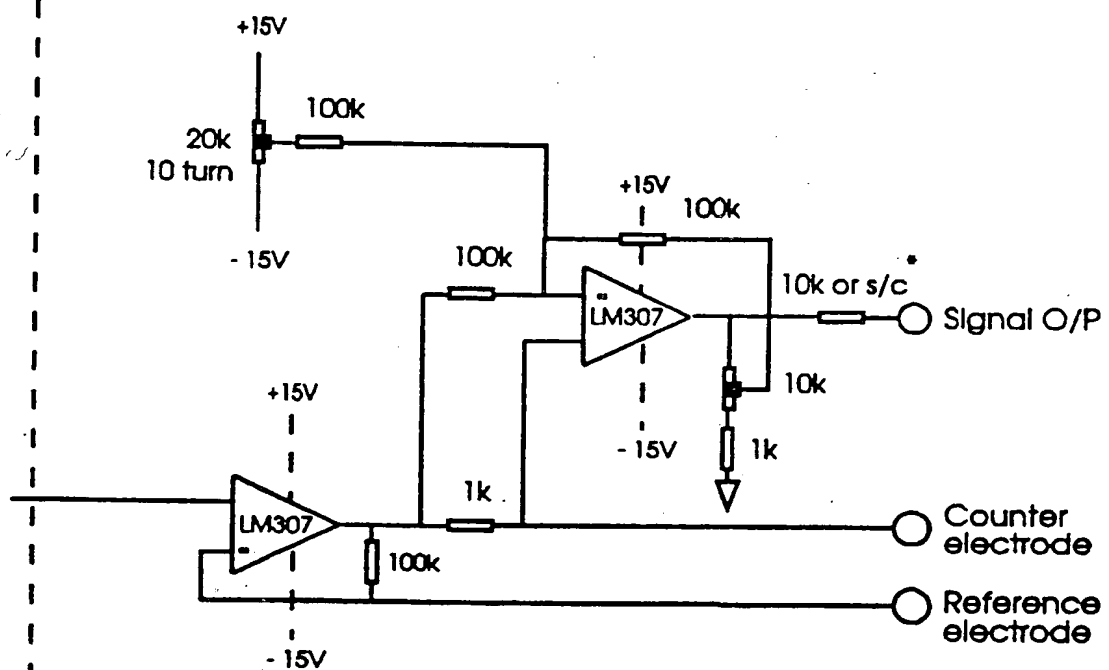 +15V
100k
20k
10 turn
- 15V
+15V
100k
100k
-
LM307
10k or s/c *
Signal O/P
10k
- 15V
1k
+15V
LM307
-
1k
100k
Counter
electrode
Reference
electrode
- 15V